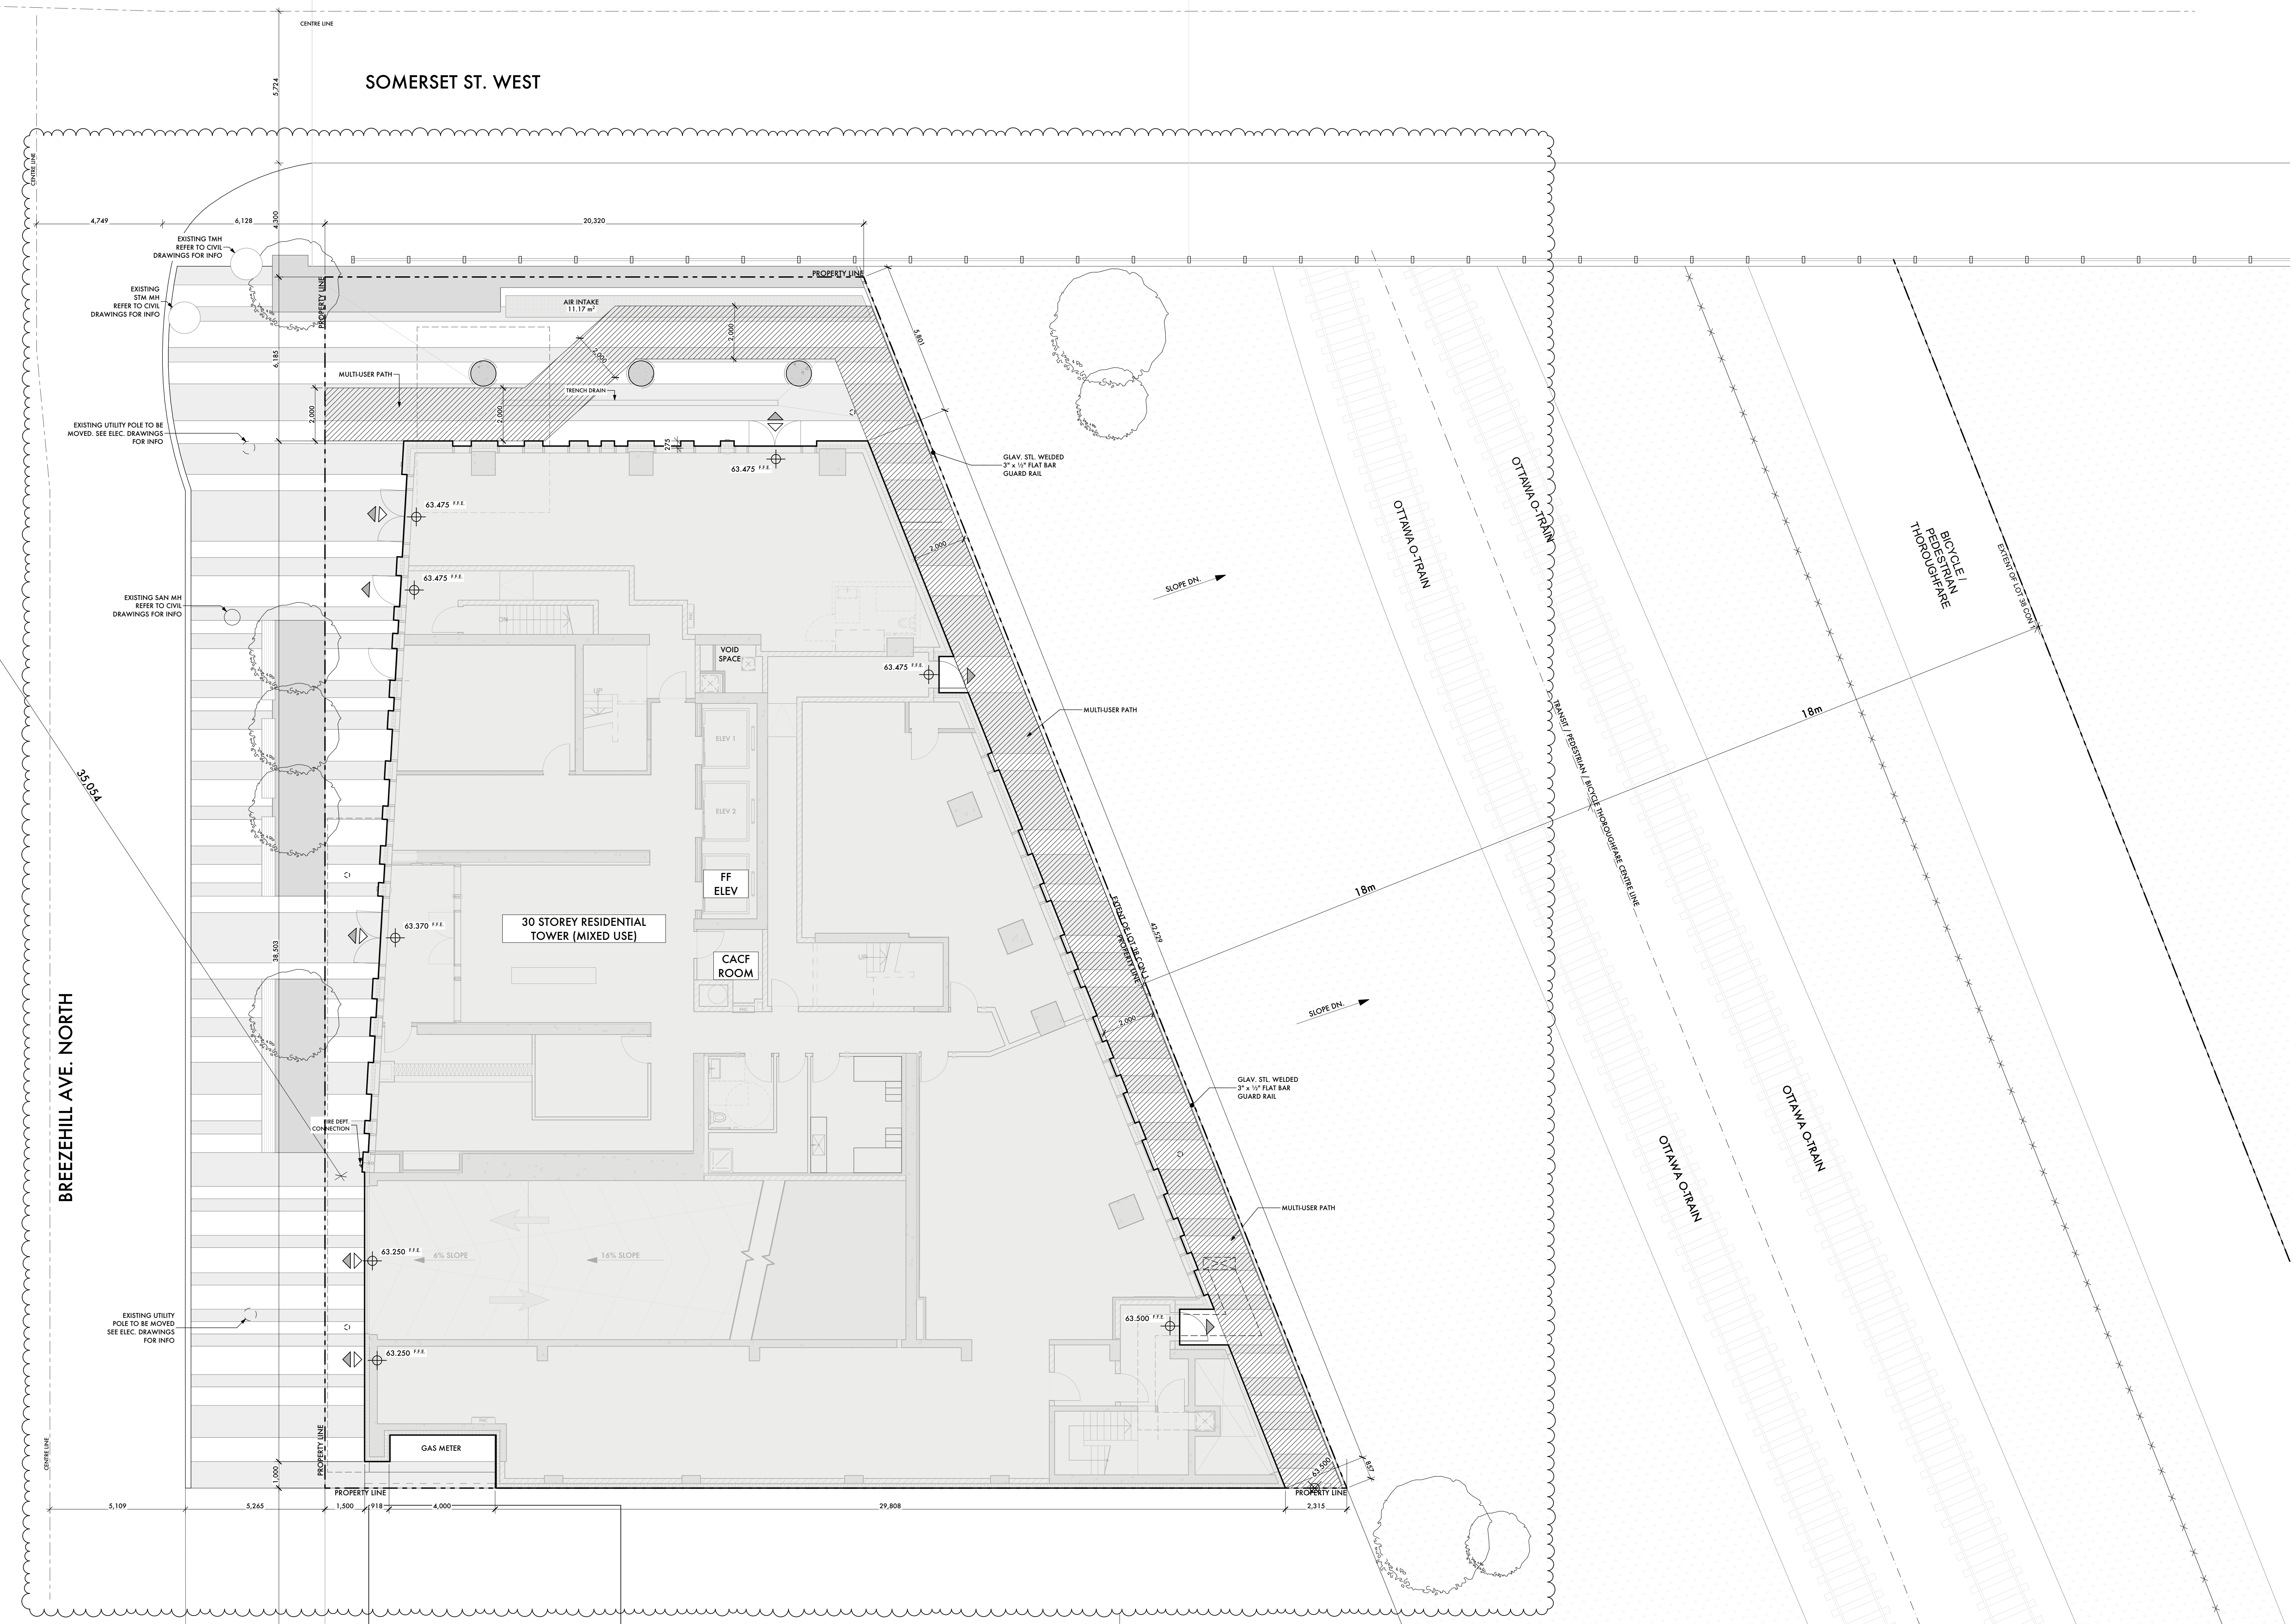 CENTRE LINE
SOMERSET ST. WEST
5,724
CENTRE LINE
4,749
6,128
4,300
20,320
EXISTING TMH
REFER TO CIVIL
DRAWINGS FOR INFO
PROPERTY LINE
PROPERTY LINE
EXISTING
STM MH
REFER TO CIVIL
DRAWINGS FOR INFO
AIR INTAKE
11.17 m²
2,000
2,000
5,801
6,185
MULTI-USER PATH
TRENCH DRAIN
2,000
2,000
EXISTING UTILITY POLE TO BE
MOVED. SEE ELEC. DRAWINGS
FOR INFO
275
63.475 F.F.E.
GLAV. STL. WELDED
3" x ½" FLAT BAR
GUARD RAIL
63.475 F.F.E.
2,000
OTTAWA O-TRAIN
OTTAWA O-TRAIN
BICYCLE /
PEDESTRIAN
THOROUGHFARE
EXTENT OF LOT 38 CON 1
63.475 F.F.E.
SLOPE DN.
EXISTING SAN MH
REFER TO CIVIL
DRAWINGS FOR INFO
DN
VOID
SPACE
63.475 F.F.E.
UP
MULTI-USER PATH
18m
TRANSIT / PEDESTRIAN / BICYCLE THOROUGHFARE CENTRE LINE
ELEV 1
35,054
ELEV 2
FF
ELEV
18m
30 STOREY RESIDENTIAL
TOWER (MIXED USE)
63.370 F.F.E.
38,503
CACF
ROOM
UP
EXTENT OF LOT 38 CON 1
PROPERTY LINE
42,529
2,000
SLOPE DN.
BREEZEHILL AVE. NORTH
GLAV. STL. WELDED
3" x ½" FLAT BAR
GUARD RAIL
OTTAWA O-TRAIN
OTTAWA O-TRAIN
FIRE DEPT.
CONNECTION
MULTI-USER PATH
63.250 F.F.E.
6% SLOPE
16% SLOPE
EXISTING UTILITY
POLE TO BE MOVED
SEE ELEC. DRAWINGS
FOR INFO
63.500 F.F.E.
63.250 F.F.E.
CENTRE LINE
PROPERTY LINE
GAS METER
1,000
63.500
857
PROPERTY LINE
PROPERTY LINE
5,109
5,265
1,500
918
4,000
29,808
2,315